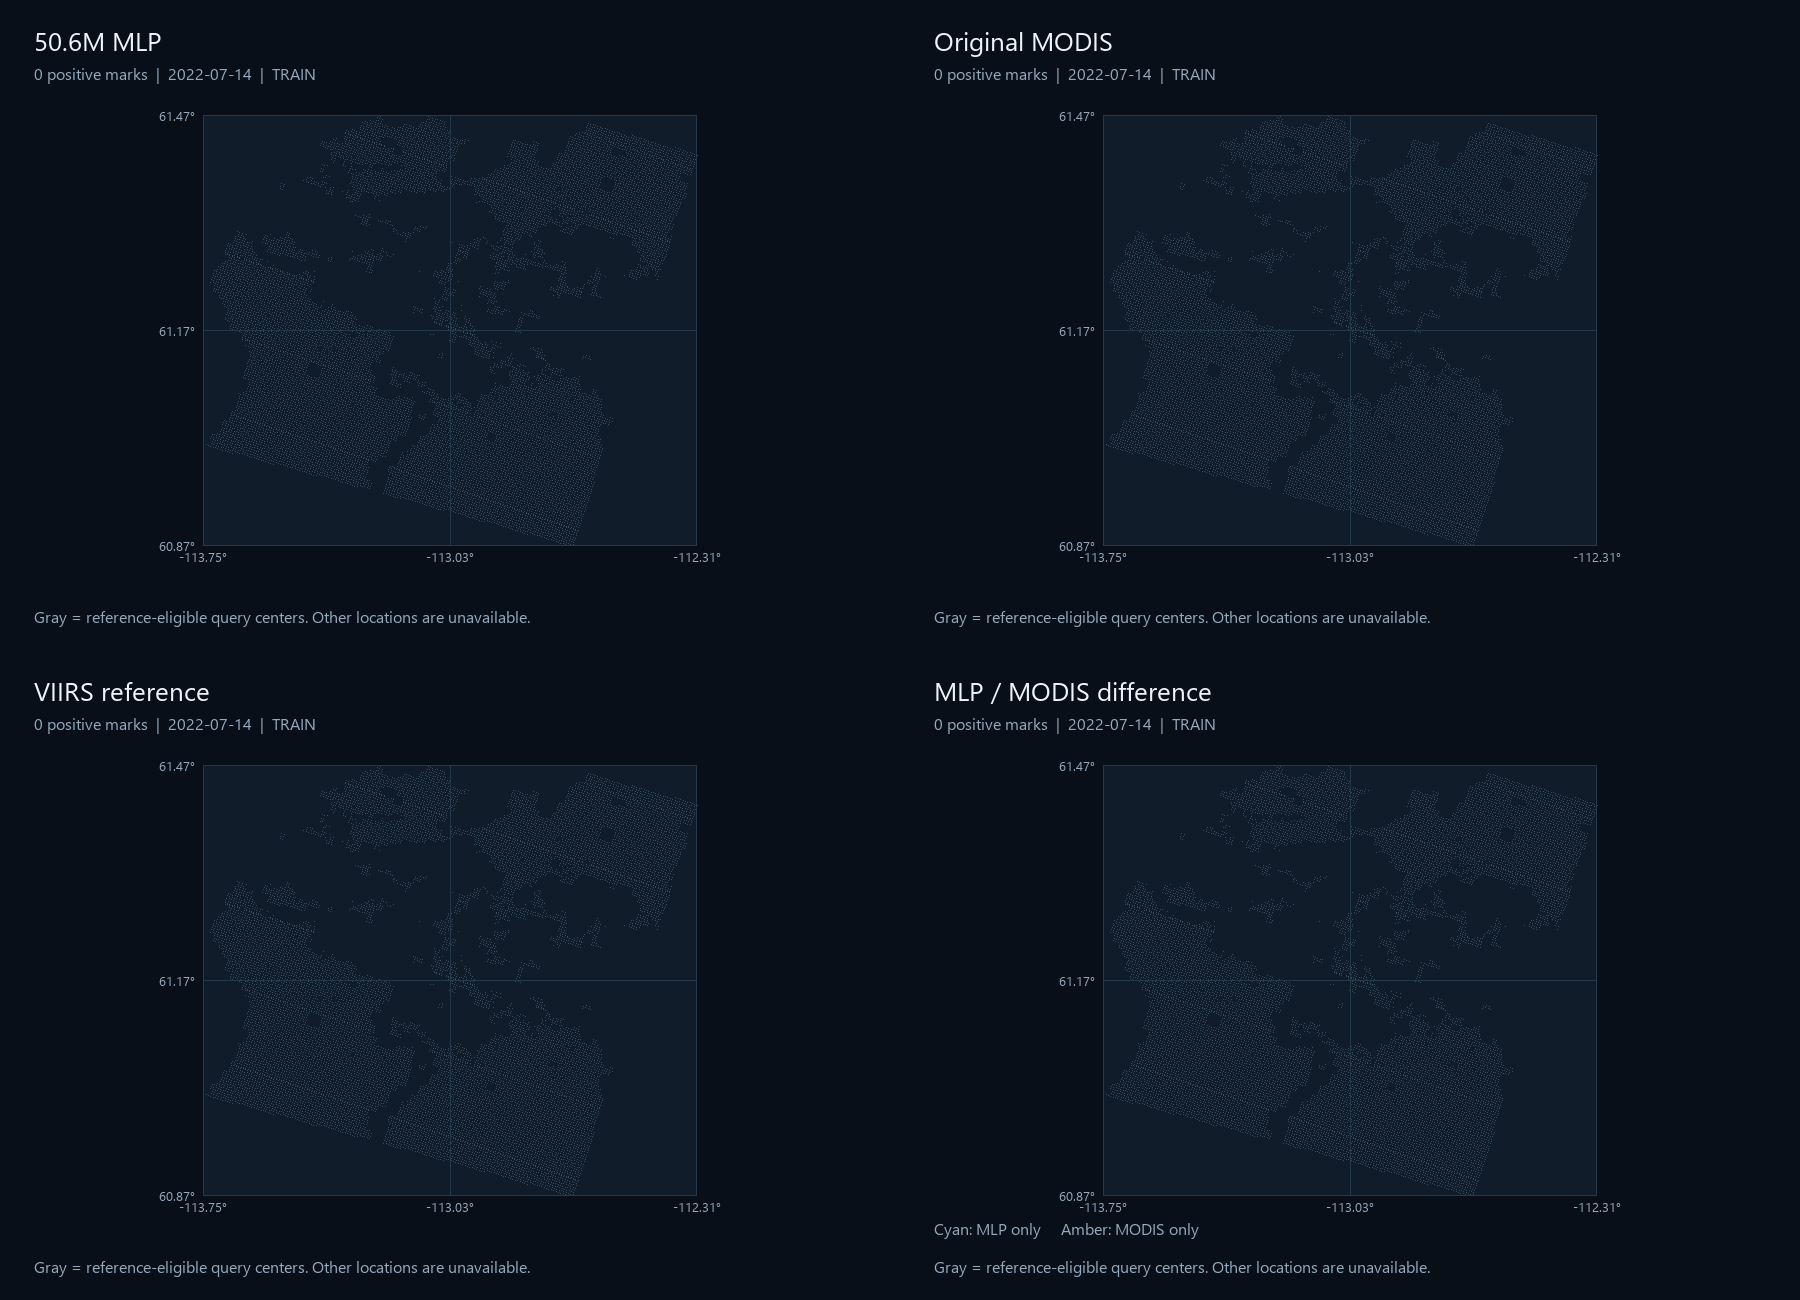 50.6M MLP
0 positive marks | 2022-07-14 | TRAIN
61.47°
61.17°
60.87°
-113.75°
-113.03°
-112.31°
Gray = reference-eligible query centers. Other locations are unavailable.
Original MODIS
0 positive marks | 2022-07-14 | TRAIN
61.47°
61.17°
60.87°
-113.75°
-113.03°
-112.31°
Gray = reference-eligible query centers. Other locations are unavailable.
VIIRS reference
0 positive marks | 2022-07-14 | TRAIN
61.47°
61.17°
60.87°
-113.75°
-113.03°
-112.31°
Gray = reference-eligible query centers. Other locations are unavailable.
MLP / MODIS difference
0 positive marks | 2022-07-14 | TRAIN
61.47°
61.17°
60.87°
-113.75°
-113.03°
-112.31°
Cyan: MLP only Amber: MODIS only
Gray = reference-eligible query centers. Other locations are unavailable.